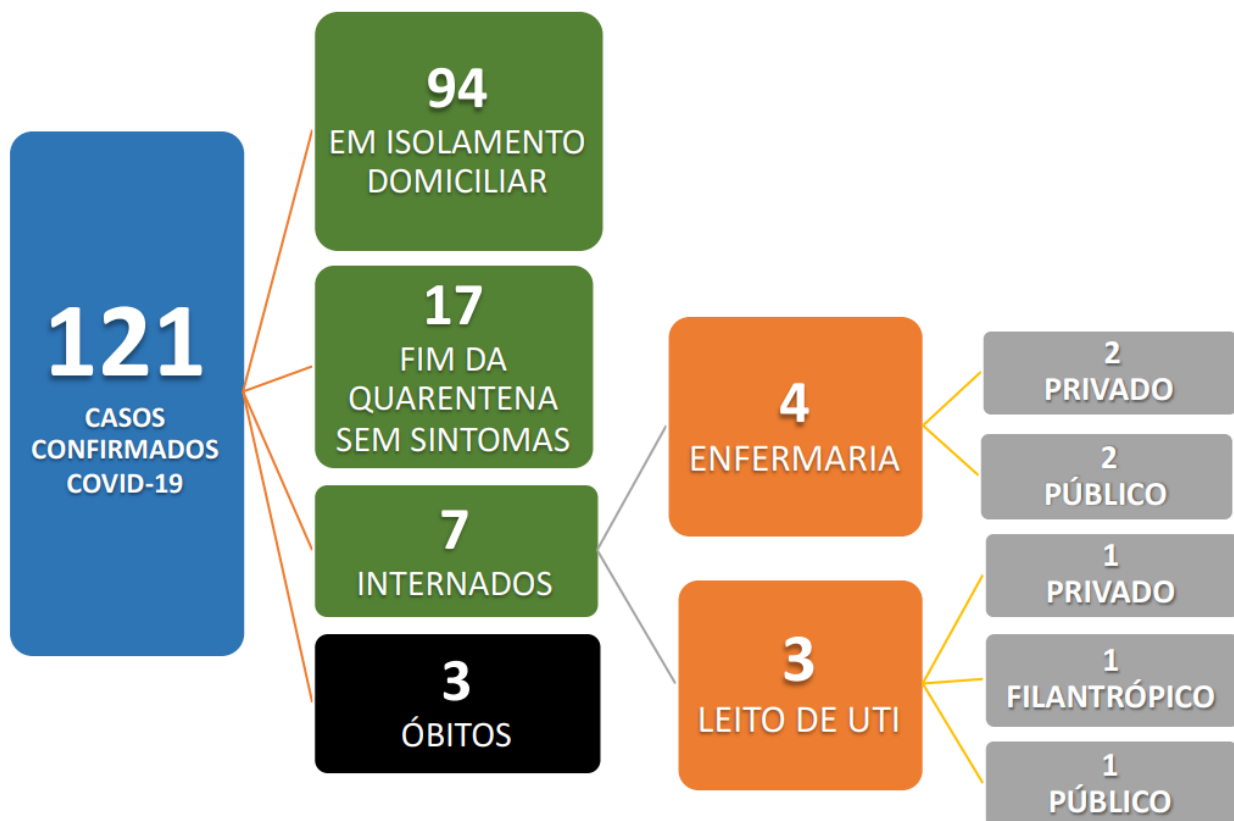 121
CASOS
CONFIRMADOS
COVID-19
94
EM ISOLAMENTO
DOMICILIAR
17
FIM DA
QUARENTENA
SEM SINTOMAS
7
INTERNADOS
3
ÓBITOS
4
ENFERMARIA
2
PRIVADO
2
PÚBLICO
3
LEITO DE UTI
1
PRIVADO
1
FILANTRÓPICO
1
PÚBLICO